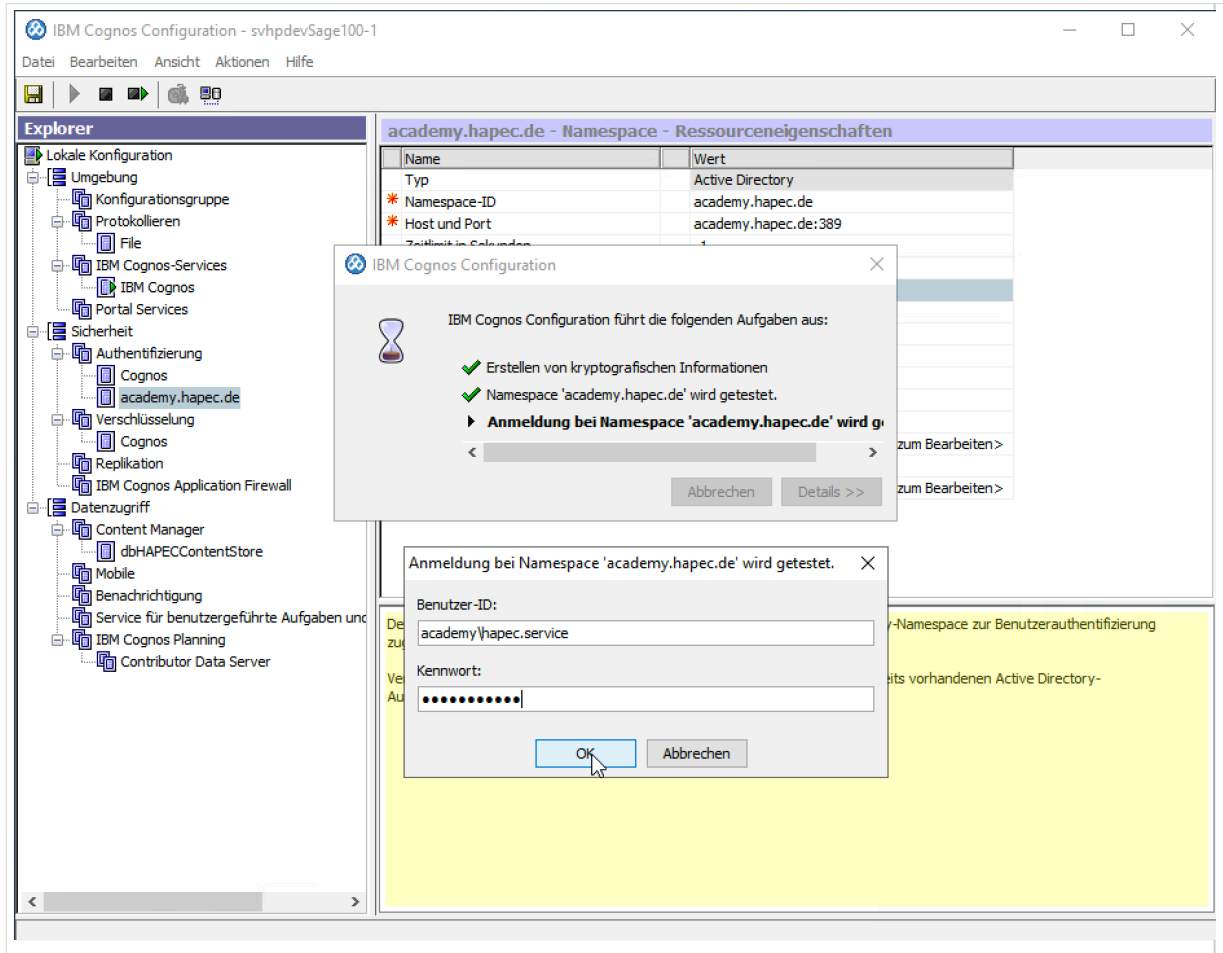 IBM Cognos Configuration - svhpdevSage100-1
Datei Bearbeiten Ansicht Aktionen Hilfe
Explorer
Lokale Konfiguration
Umgebung
Konfigurationsgruppe
Protokollieren
File
IBM Cognos-Services
IBM Cognos
Portal Services
Sicherheit
Authentifizierung
Cognos
academy.hapec.de
Verschlüsselung
Cognos
Replikation
IBM Cognos Application Firewall
Datenzugriff
Content Manager
dbHAPECContentStore
Mobile
Benachrichtigung
Service für benutzergeführte Aufgaben und
IBM Cognos Planning
Contributor Data Server
academy.hapec.de - Namespace - Ressourceneigenschaften
Name Wert
Typ Active Directory
Namespace-ID academy.hapec.de
Host und Port academy.hapec.de:389
Zeitlimit in Sekunden -1
zum Bearbeiten>
zum Bearbeiten>
IBM Cognos Configuration
IBM Cognos Configuration führt die folgenden Aufgaben aus:
Erstellen von kryptografischen Informationen
Namespace 'academy.hapec.de' wird getestet.
Anmeldung bei Namespace 'academy.hapec.de' wird
Abbrechen Details >>
Anmeldung bei Namespace 'academy.hapec.de' wird getestet.
Benutzer-ID:
academy\hapec.service
Kennwort:
•••••••••••
OK Abbrechen
-Namespace zur Benutzerauthentifizierung
vorhandenen Active Directory-